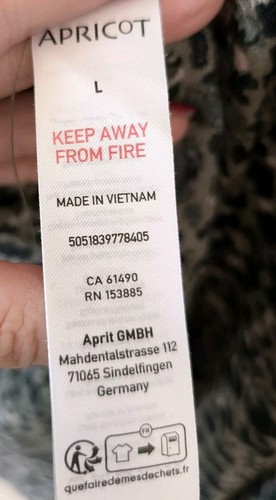 APRICOT
L
KEEP AWAY
FROM FIRE
MADE IN VIETNAM
5051839778405
CA 61490
RN 153885
Aprit GMBH
Mahdentalstrasse 112
71065 Sindelfingen
Germany
FR
quefairedemesdechets.fr